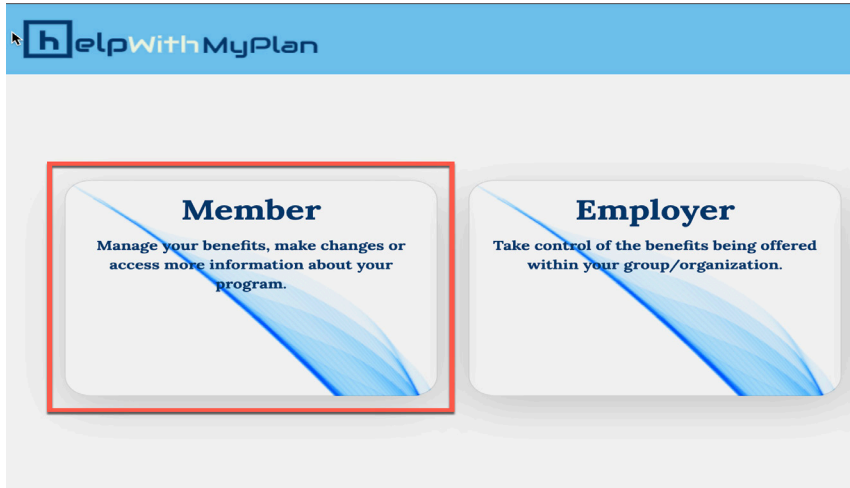 helpWithMyPlan
Member
Manage your benefits, make changes or
access more information about your
program.
Employer
Take control of the benefits being offered
within your group/organization.